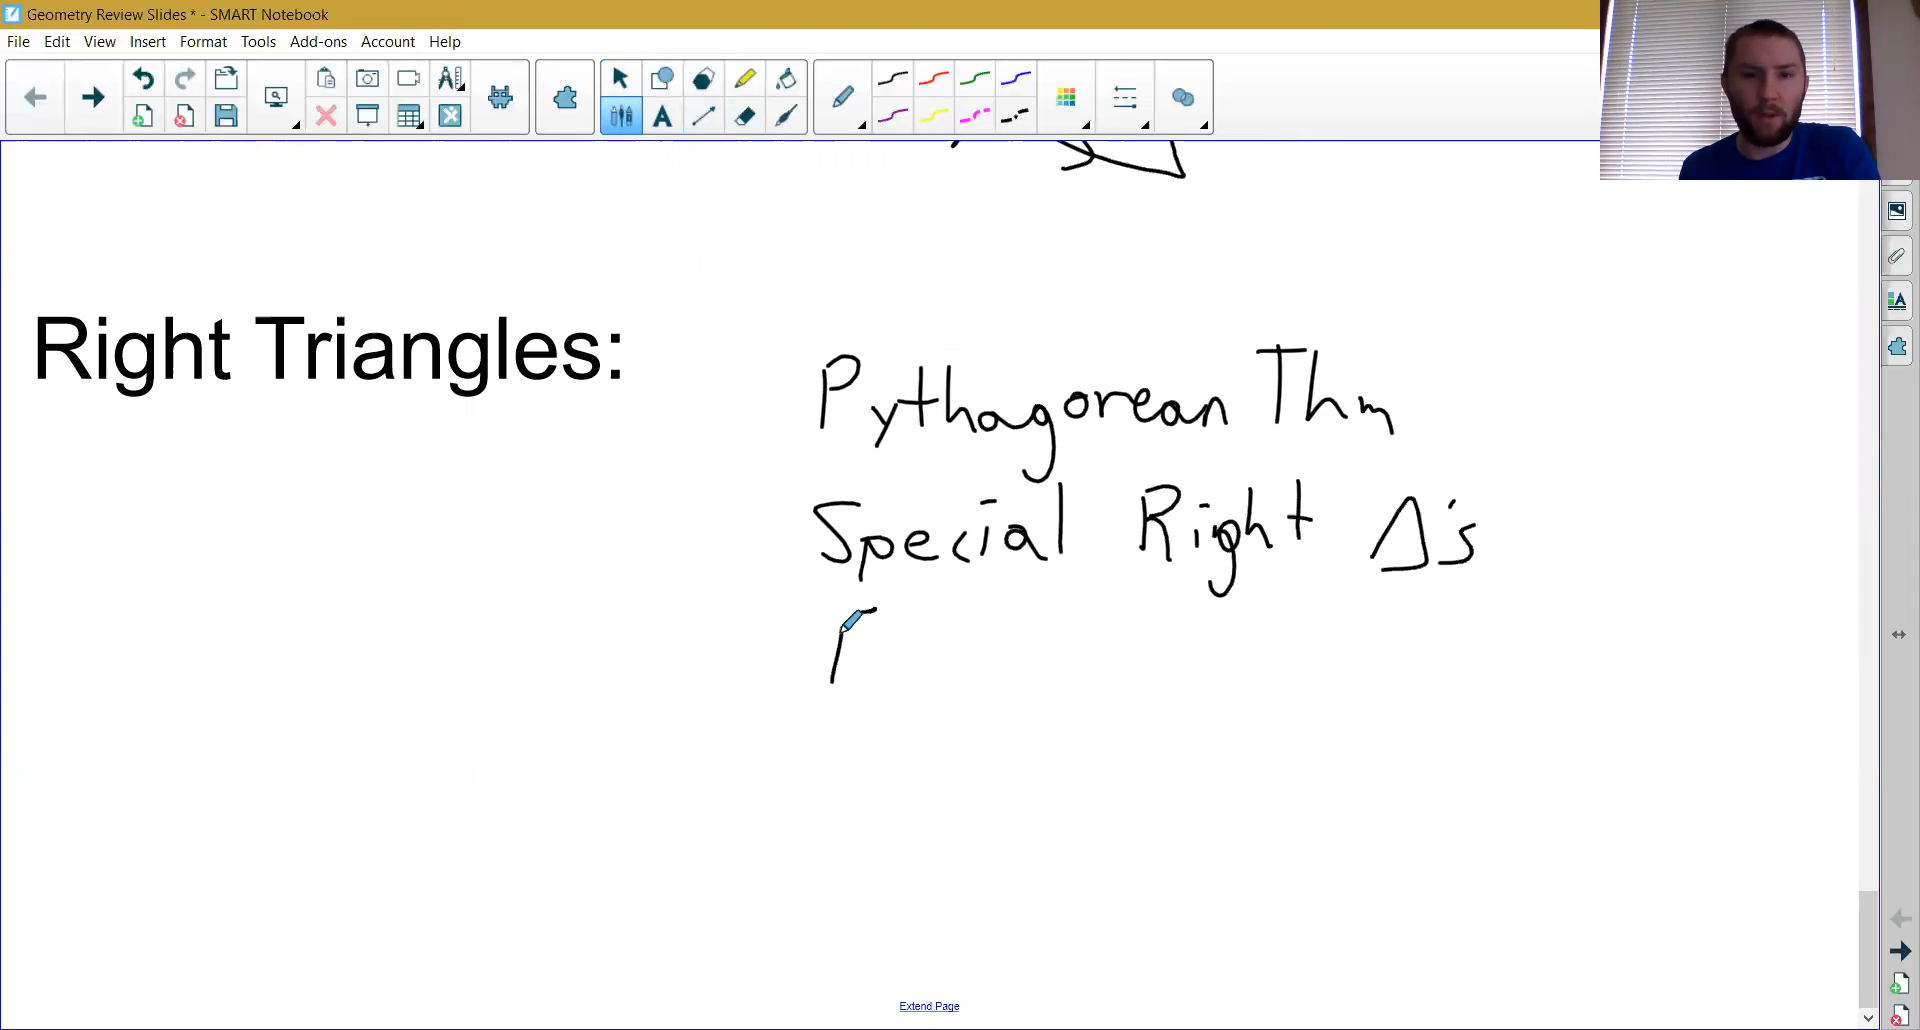 Geometry Review Slides * - SMART Notebook
File Edit View Insert Format Tools Add-ons Account Help
Right Triangles:
Pythagorean Thm
Special Right Δ's
Extend Page